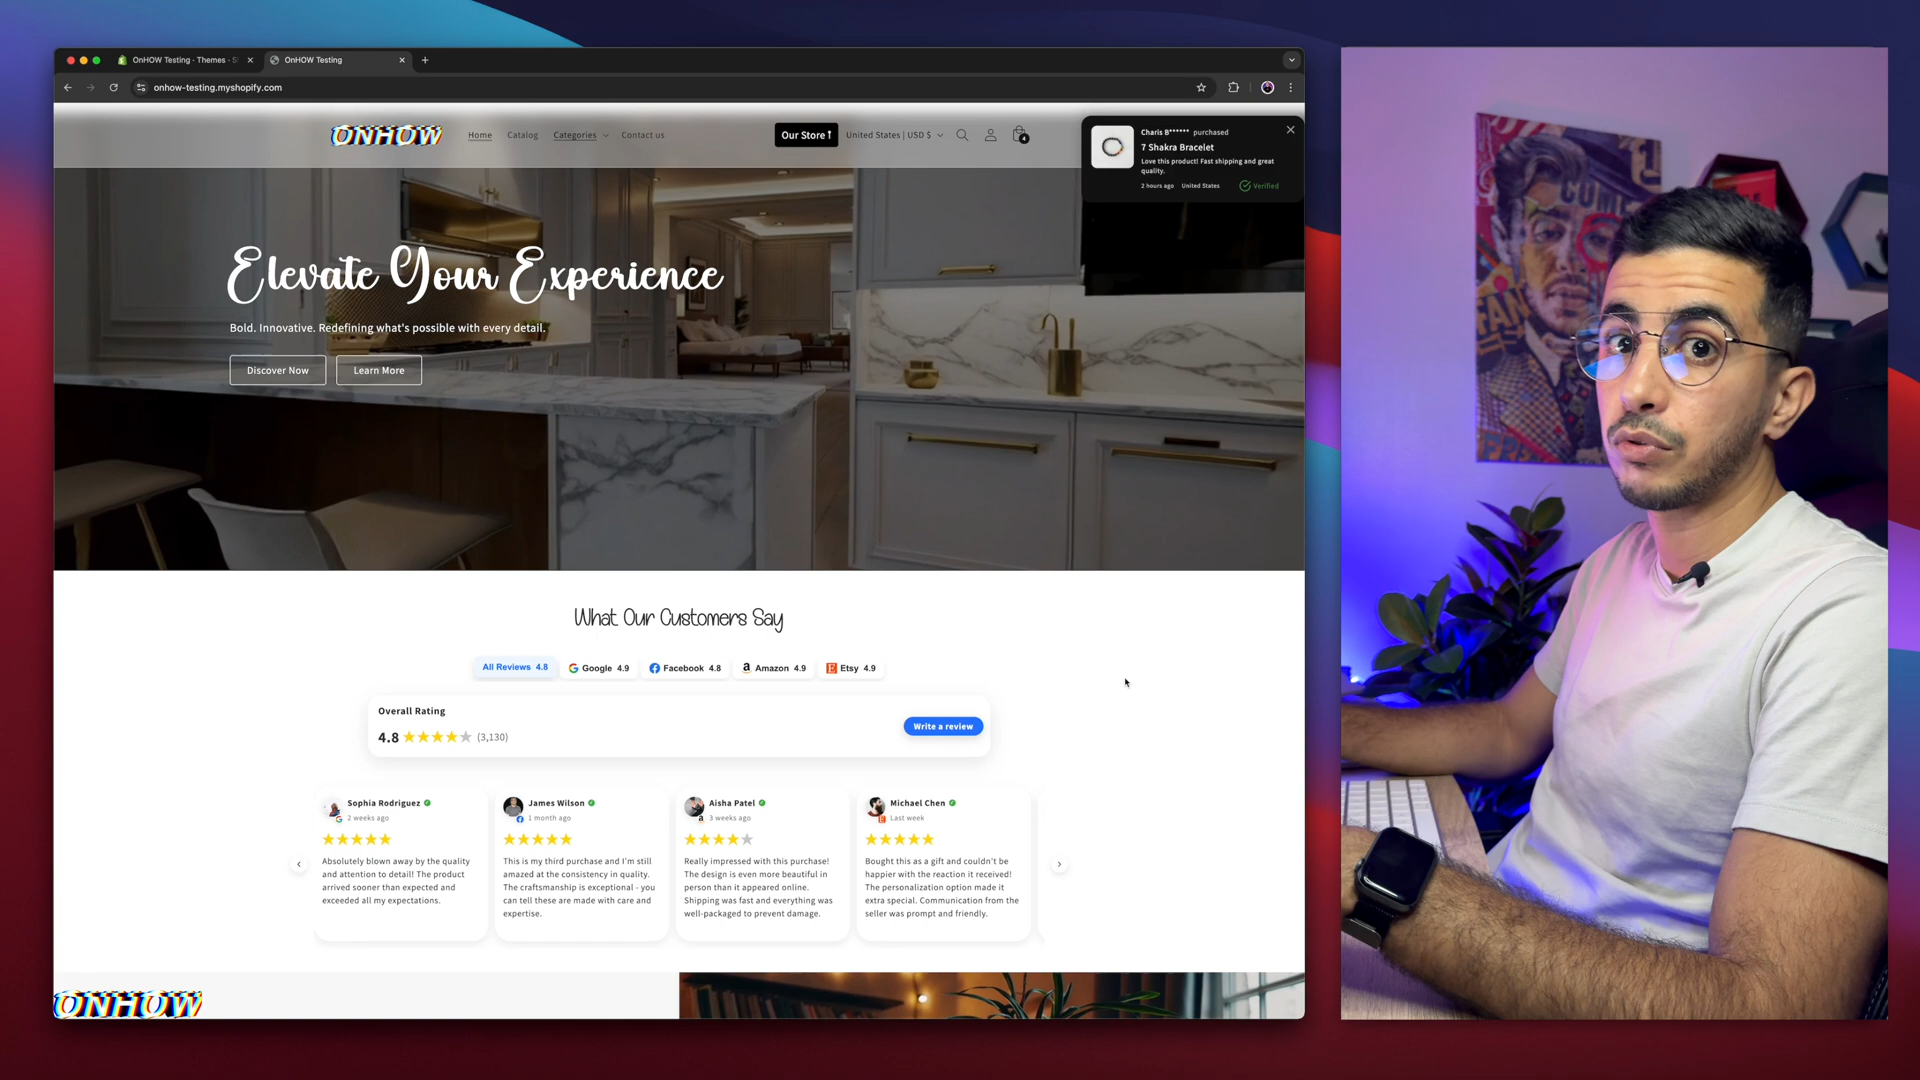 OnHOW Testing - Themes - S
OnHOW Testing
onhow-testing.myshopify.com
ONHOW
Home
Catalog
Categories
Contact us
Our Store
United States | USD $
4
Charis B****** purchased
7 Shakra Bracelet
Love this product! Fast shipping and great
quality.
2 hours ago United States Verified
Elevate Your Experience
Bold. Innovative. Redefining what's possible with every detail.
Discover Now
Learn More
What Our Customers Say
All Reviews 4.8
Google 4.9
Facebook 4.8
Amazon 4.9
Etsy 4.9
Overall Rating
4.8 (3,130)
Write a review
Sophia Rodriguez
2 weeks ago
Absolutely blown away by the quality
and attention to detail! The product
arrived sooner than expected and
exceeded all my expectations.
James Wilson
1 month ago
This is my third purchase and I'm still
amazed at the consistency in quality.
The craftsmanship is exceptional - you
can tell these are made with care and
expertise.
Aisha Patel
3 weeks ago
Really impressed with this purchase!
The design is even more beautiful in
person than it appeared online.
Shipping was fast and everything was
well-packaged to prevent damage.
Michael Chen
Last week
Bought this as a gift and couldn't be
happier with the reaction it received!
The personalization option made it
extra special. Communication from the
seller was prompt and friendly.
ONHOW